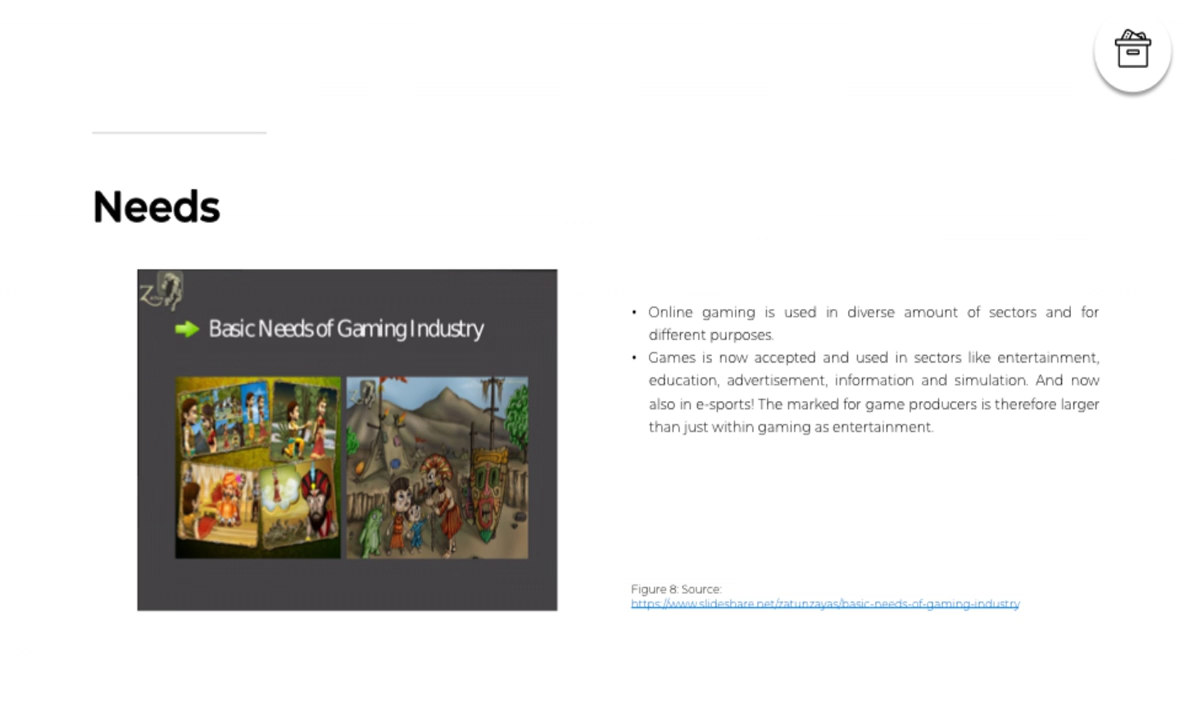 Needs
Basic Needs of Gaming Industry
• Online gaming is used in diverse amount of sectors and for
different purposes.
• Games is now accepted and used in sectors like entertainment,
education, advertisement, information and simulation. And now
also in e-sports! The marked for game producers is therefore larger
than just within gaming as entertainment.
Figure 8: Source:
https://www.slideshare.net/zatunzayas/basic-needs-of-gaming-industry